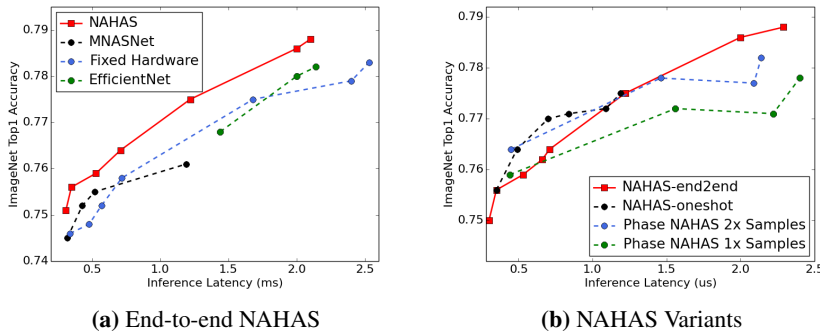 0.79
0.78
0.77
0.76
0.75
0.74
ImageNet Top1 Accuracy
NAHAS
MNASNet
Fixed Hardware
EfficientNet
0.5
1.0
1.5
2.0
2.5
Inference Latency (ms)
(a) End-to-end NAHAS
0.79
0.78
0.77
0.76
0.75
ImageNet Top1 Accuracy
NAHAS-end2end
NAHAS-oneshot
Phase NAHAS 2x Samples
Phase NAHAS 1x Samples
0.5
1.0
1.5
2.0
2.5
Inference Latency (us)
(b) NAHAS Variants